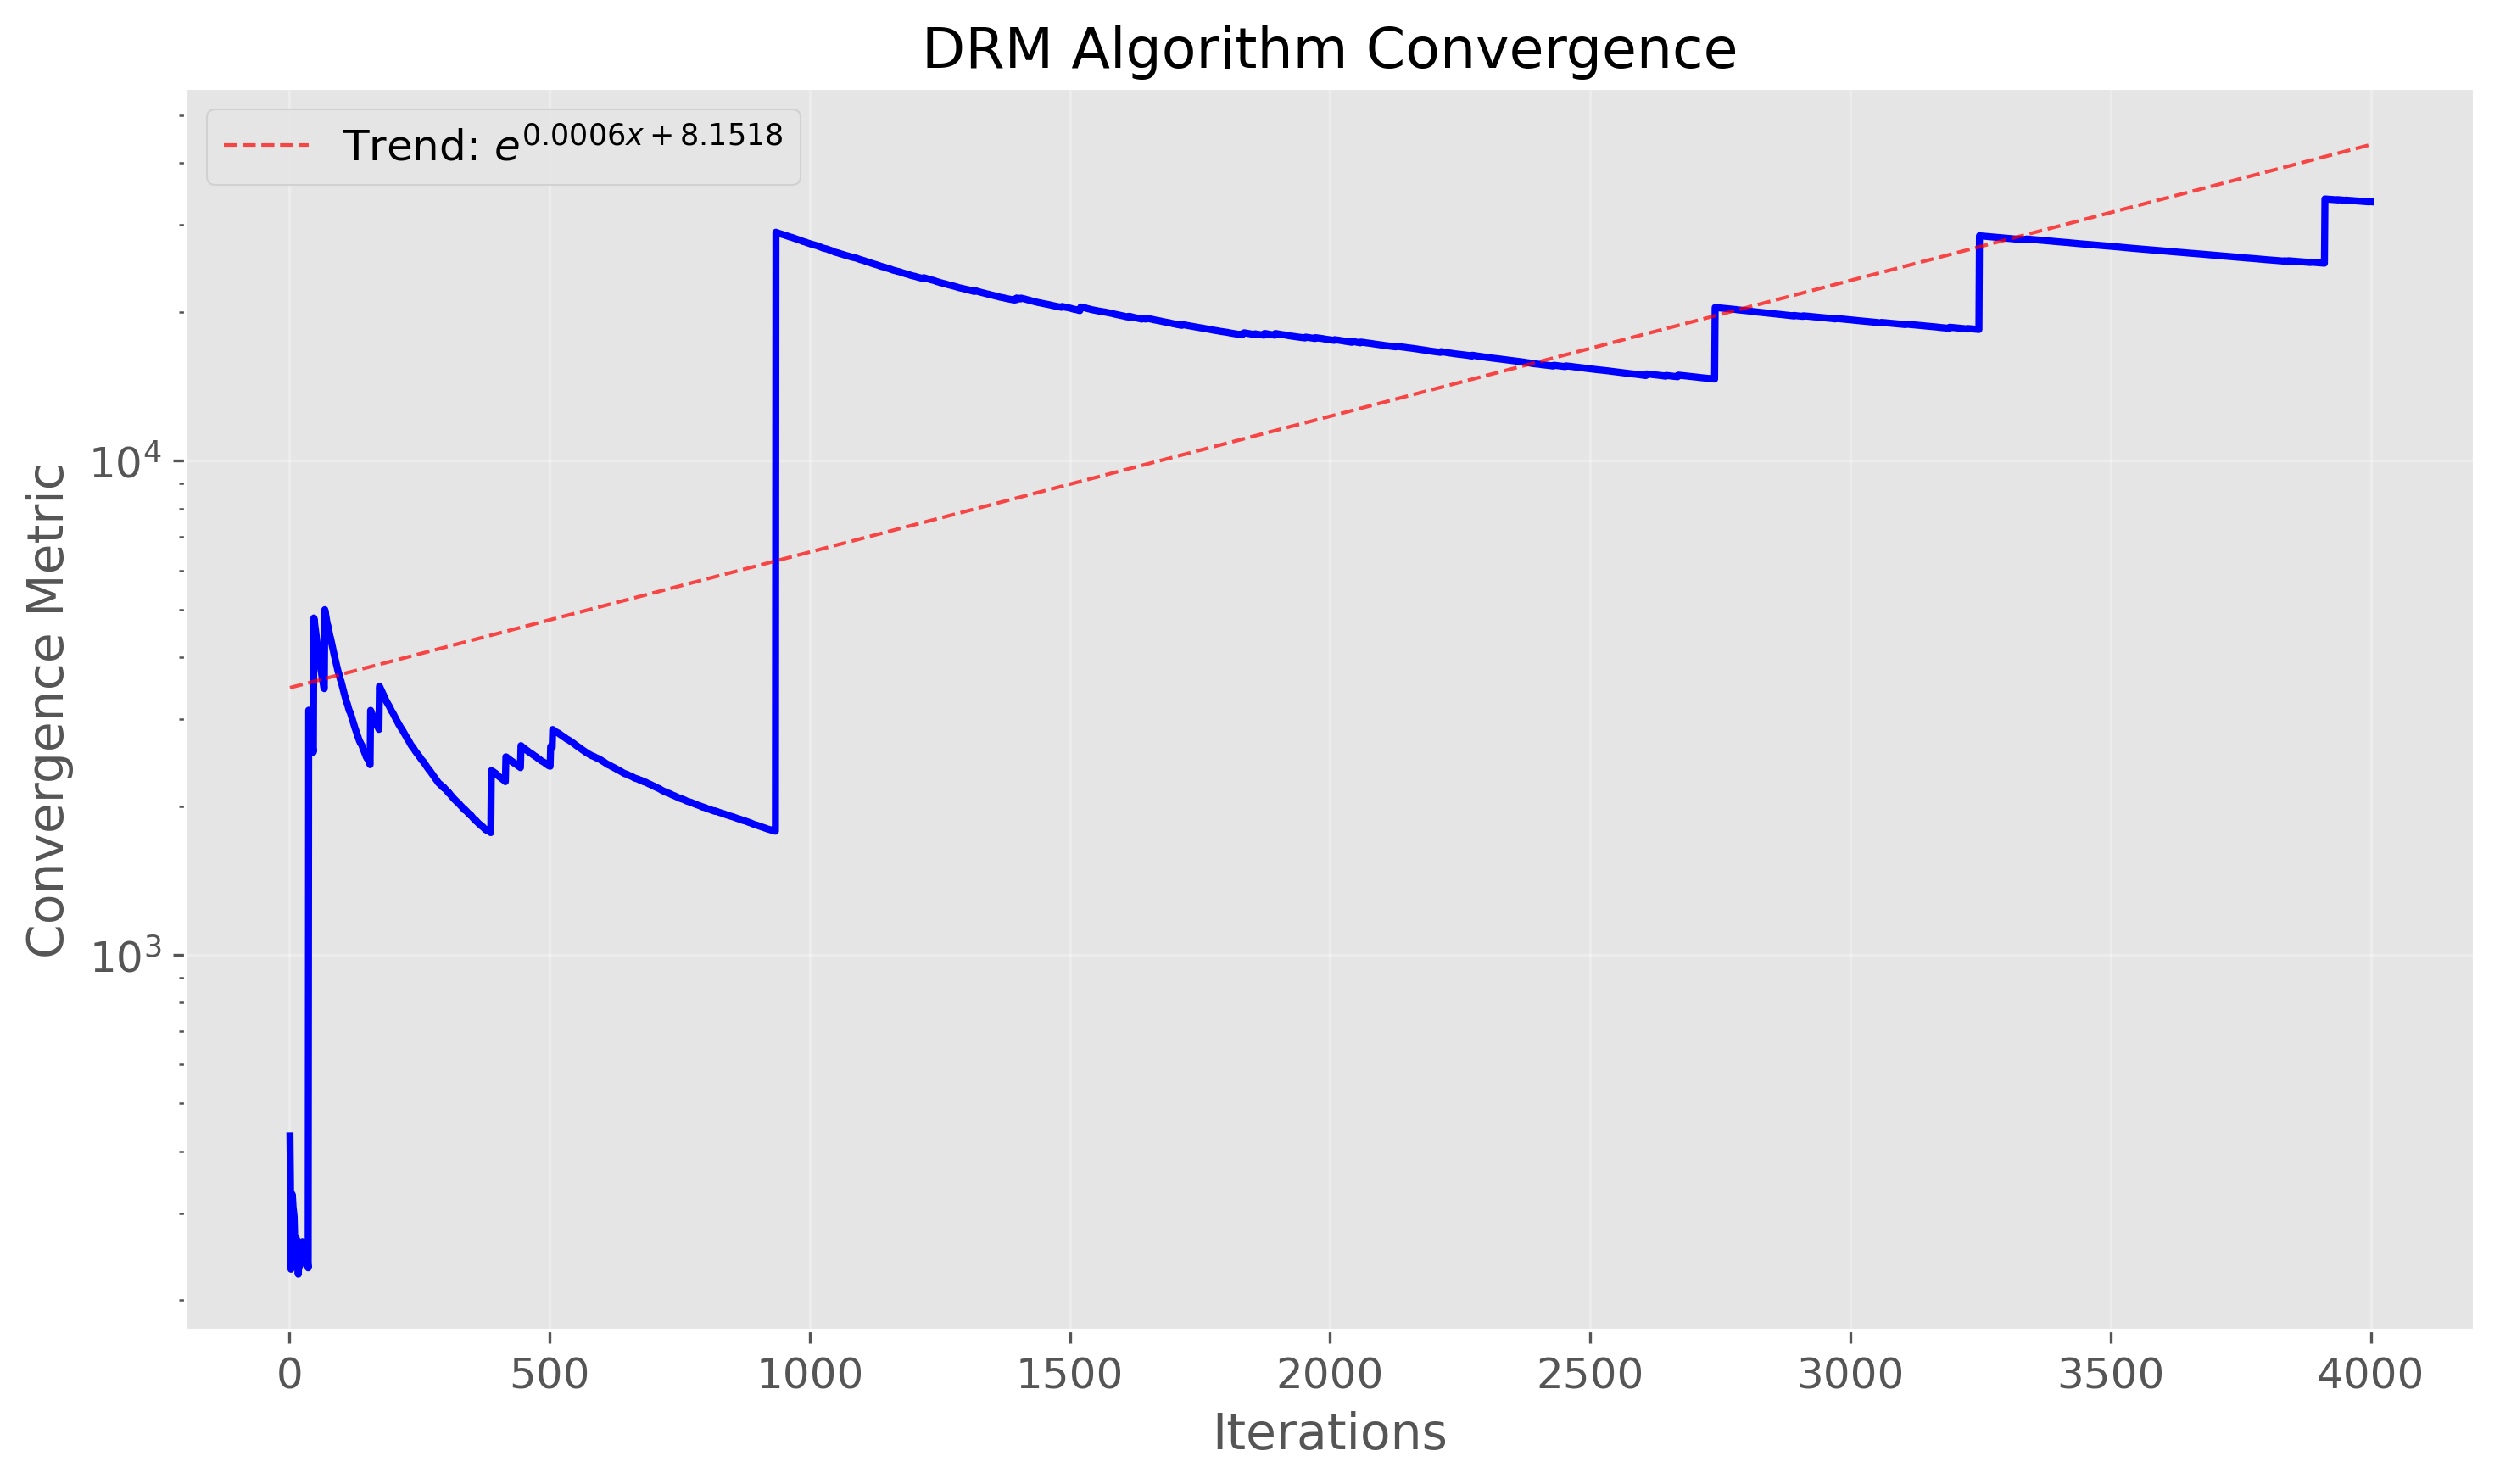 DRM Algorithm Convergence
Trend: e^{0.0006x + 8.1518}
Convergence Metric
10^4
10^3
0 500 1000 1500 2000 2500 3000 3500 4000
Iterations